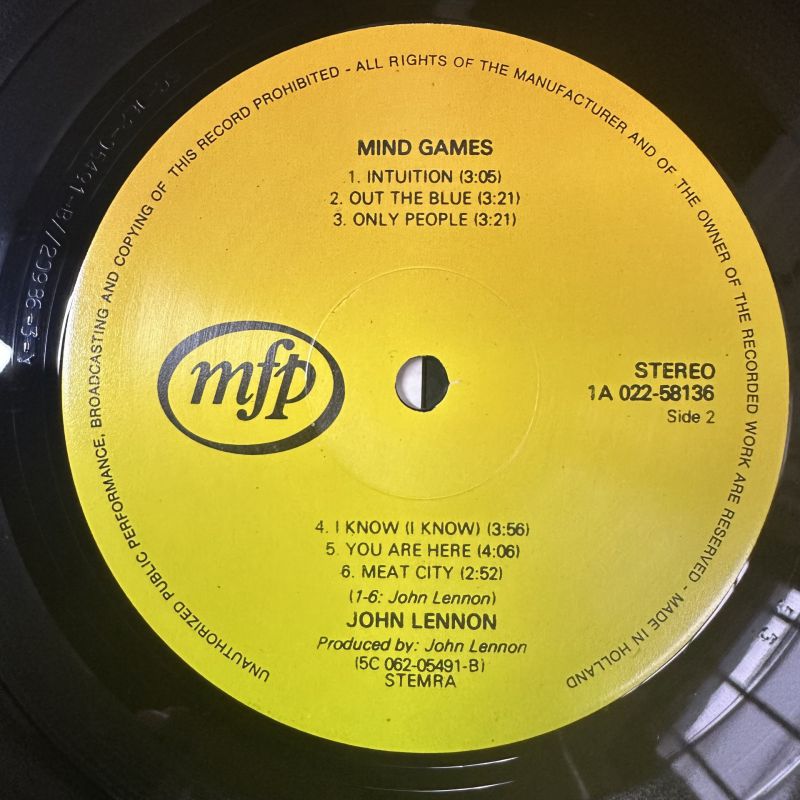 UNAUTHORIZED PUBLIC PERFORMANCE, BROADCASTING AND COPYING OF THIS RECORD PROHIBITED - ALL RIGHTS OF THE MANUFACTURER AND OF THE OWNER OF THE RECORDED WORK ARE RESERVED - MADE IN HOLLAND
MIND GAMES
1. INTUITION (3:05)
2. OUT THE BLUE (3:21)
3. ONLY PEOPLE (3:21)
mfp
STEREO
1A 022-58136
Side 2
4. I KNOW (I KNOW) (3:56)
5. YOU ARE HERE (4:06)
6. MEAT CITY (2:52)
(1-6: John Lennon)
JOHN LENNON
Produced by: John Lennon
(5C 062-05491-B)
STEMRA